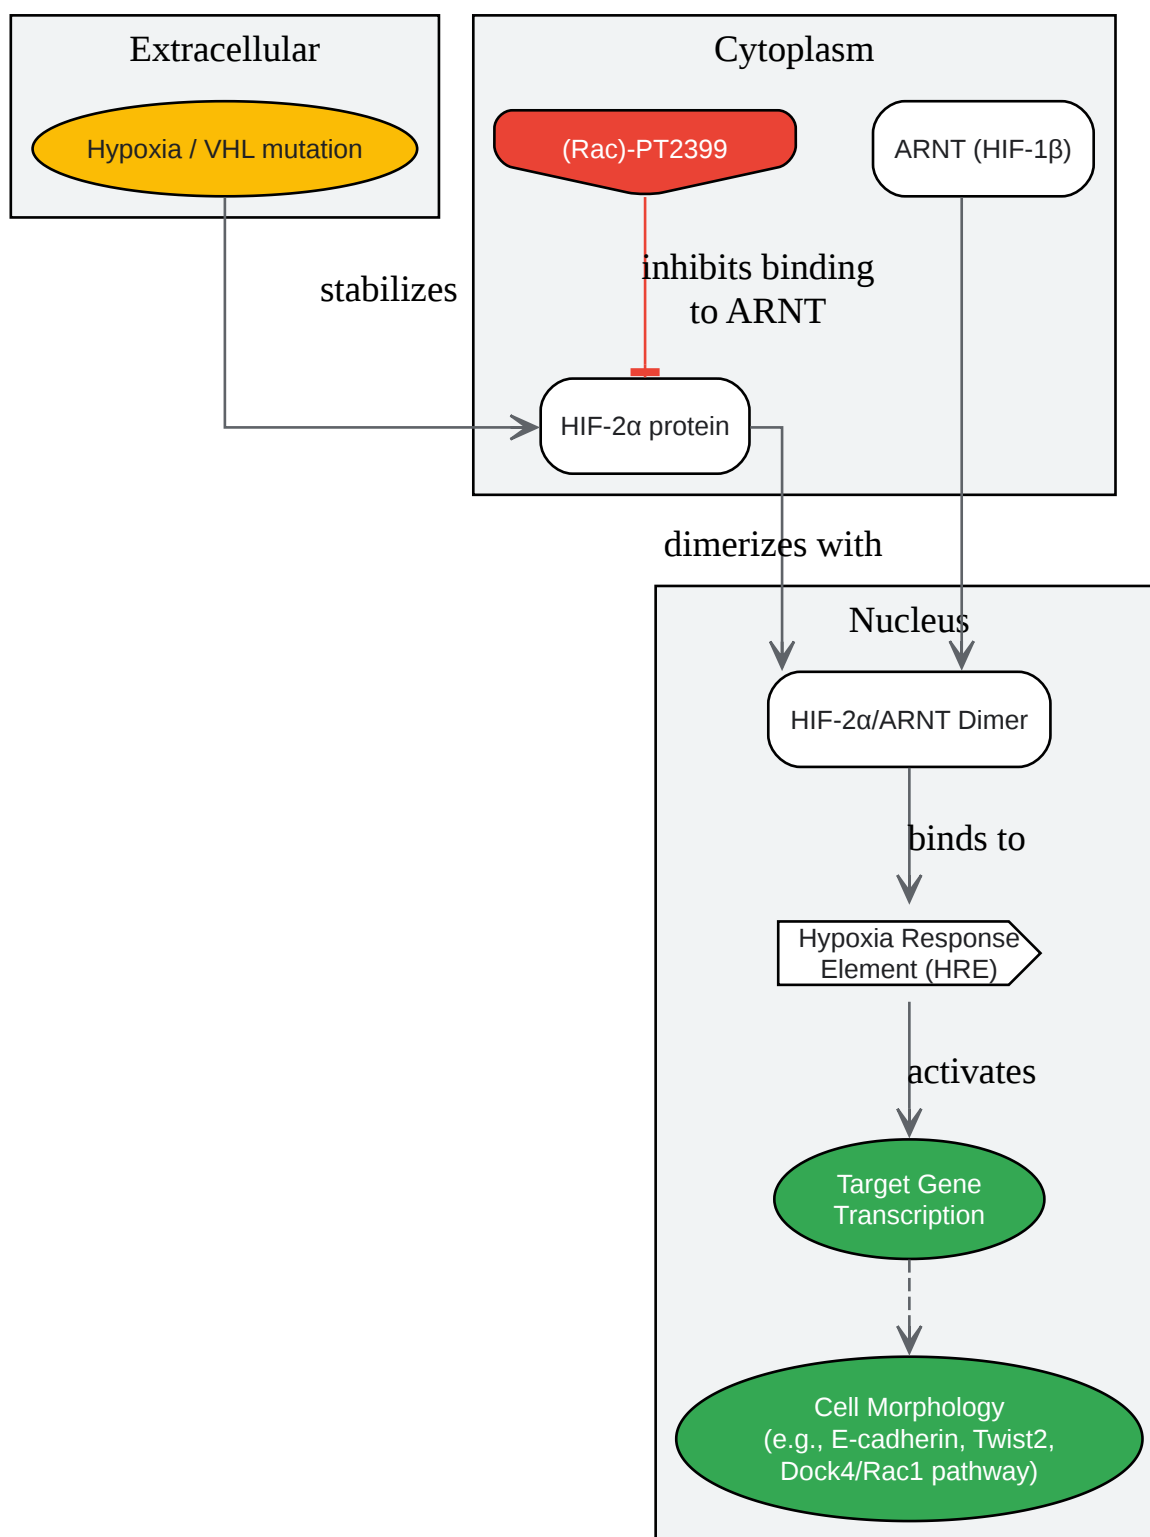 Extracellular
Cytoplasm
Hypoxia / VHL mutation
(Rac)-PT2399
ARNT (HIF-1β)
stabilizes
inhibits binding
to ARNT
HIF-2α protein
dimerizes with
Nucleus
HIF-2α/ARNT Dimer
binds to
Hypoxia Response
Element (HRE)
activates
Target Gene
Transcription
Cell Morphology
(e.g., E-cadherin, Twist2,
Dock4/Rac1 pathway)